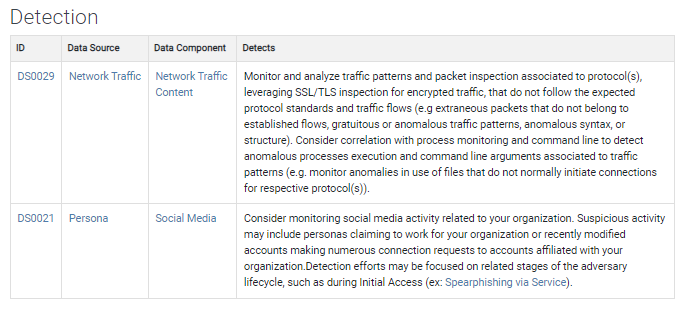 Detection
ID Data Source Data Component Detects
DS0029 Network Traffic Network Traffic Content Monitor and analyze traffic patterns and packet inspection associated to protocol(s),
leveraging SSL/TLS inspection for encrypted traffic, that do not follow the expected
protocol standards and traffic flows (e.g extraneous packets that do not belong to
established flows, gratuitous or anomalous traffic patterns, anomalous syntax, or
structure). Consider correlation with process monitoring and command line to detect
anomalous processes execution and command line arguments associated to traffic
patterns (e.g. monitor anomalies in use of files that do not normally initiate connections
for respective protocol(s)).
DS0021 Persona Social Media Consider monitoring social media activity related to your organization. Suspicious activity
may include personas claiming to work for your organization or recently modified
accounts making numerous connection requests to accounts affiliated with your
organization.Detection efforts may be focused on related stages of the adversary
lifecycle, such as during Initial Access (ex: Spearphishing via Service).